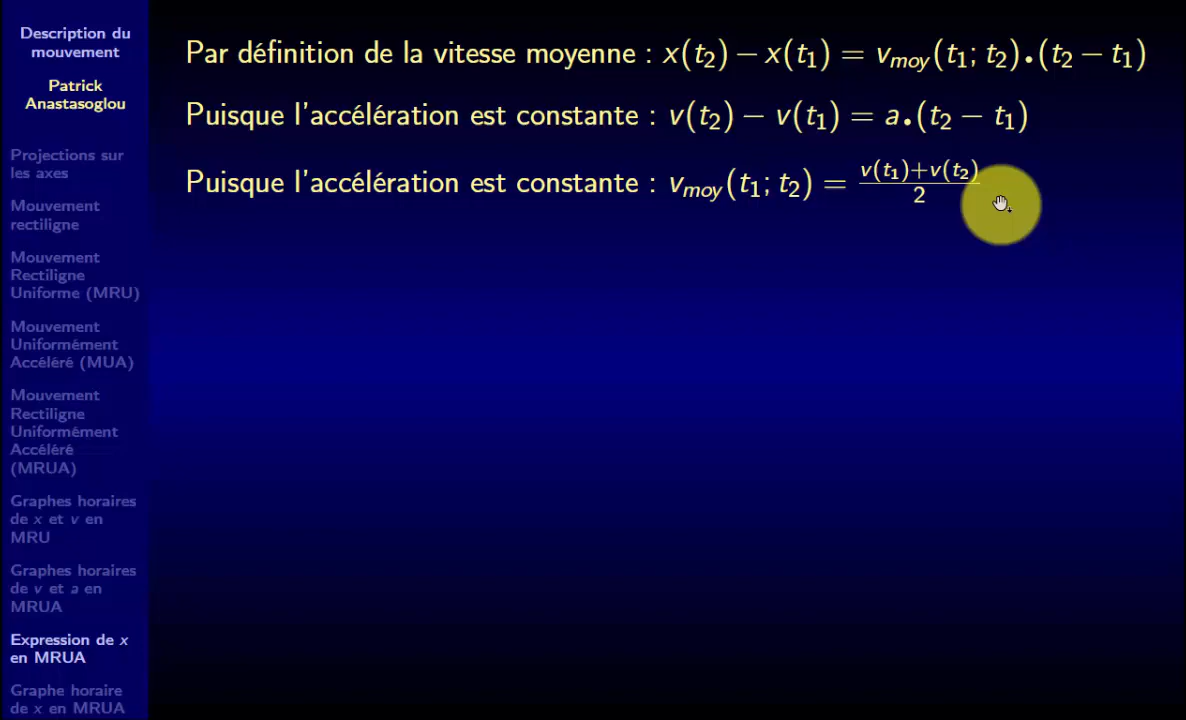 Description du
mouvement
Patrick
Anastasoglou
Projections sur
les axes
Mouvement
rectiligne
Mouvement
Rectiligne
Uniforme (MRU)
Mouvement
Uniformément
Accéléré (MUA)
Mouvement
Rectiligne
Uniformément
Accéléré
(MRUA)
Graphes horaires
de x et v en
MRU
Graphes horaires
de v et a en
MRUA
Expression de x
en MRUA
Graphe horaire
de x en MRUA
Par définition de la vitesse moyenne : x(t₂) − x(t₁) = vₘₒy(t₁; t₂).(t₂ − t₁)
Puisque l'accélération est constante : v(t₂) − v(t₁) = a.(t₂ − t₁)
Puisque l'accélération est constante : vₘₒy(t₁; t₂) = v(t₁)+v(t₂)/2